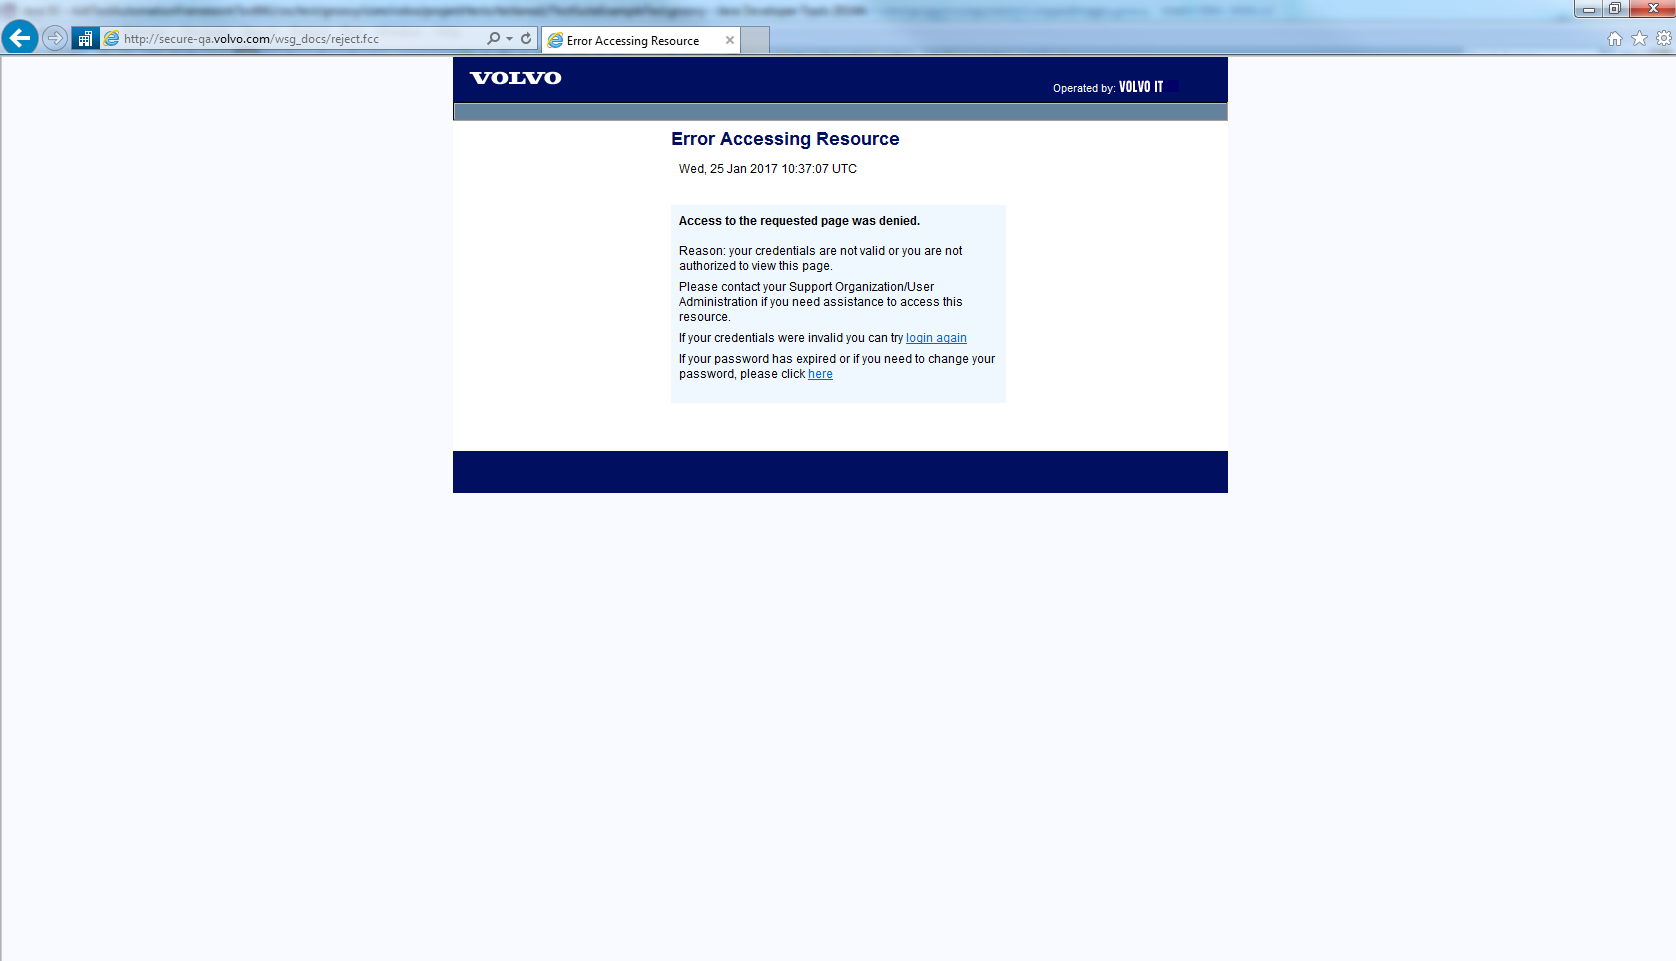 http://secure-qa.volvo.com/wsg_docs/reject.fcc
Error Accessing Resource
VOLVO
Operated by: VOLVO IT
Error Accessing Resource
Wed, 25 Jan 2017 10:37:07 UTC
Access to the requested page was denied.
Reason: your credentials are not valid or you are not
authorized to view this page.
Please contact your Support Organization/User
Administration if you need assistance to access this
resource.
If your credentials were invalid you can try login again
If your password has expired or if you need to change your
password, please click here